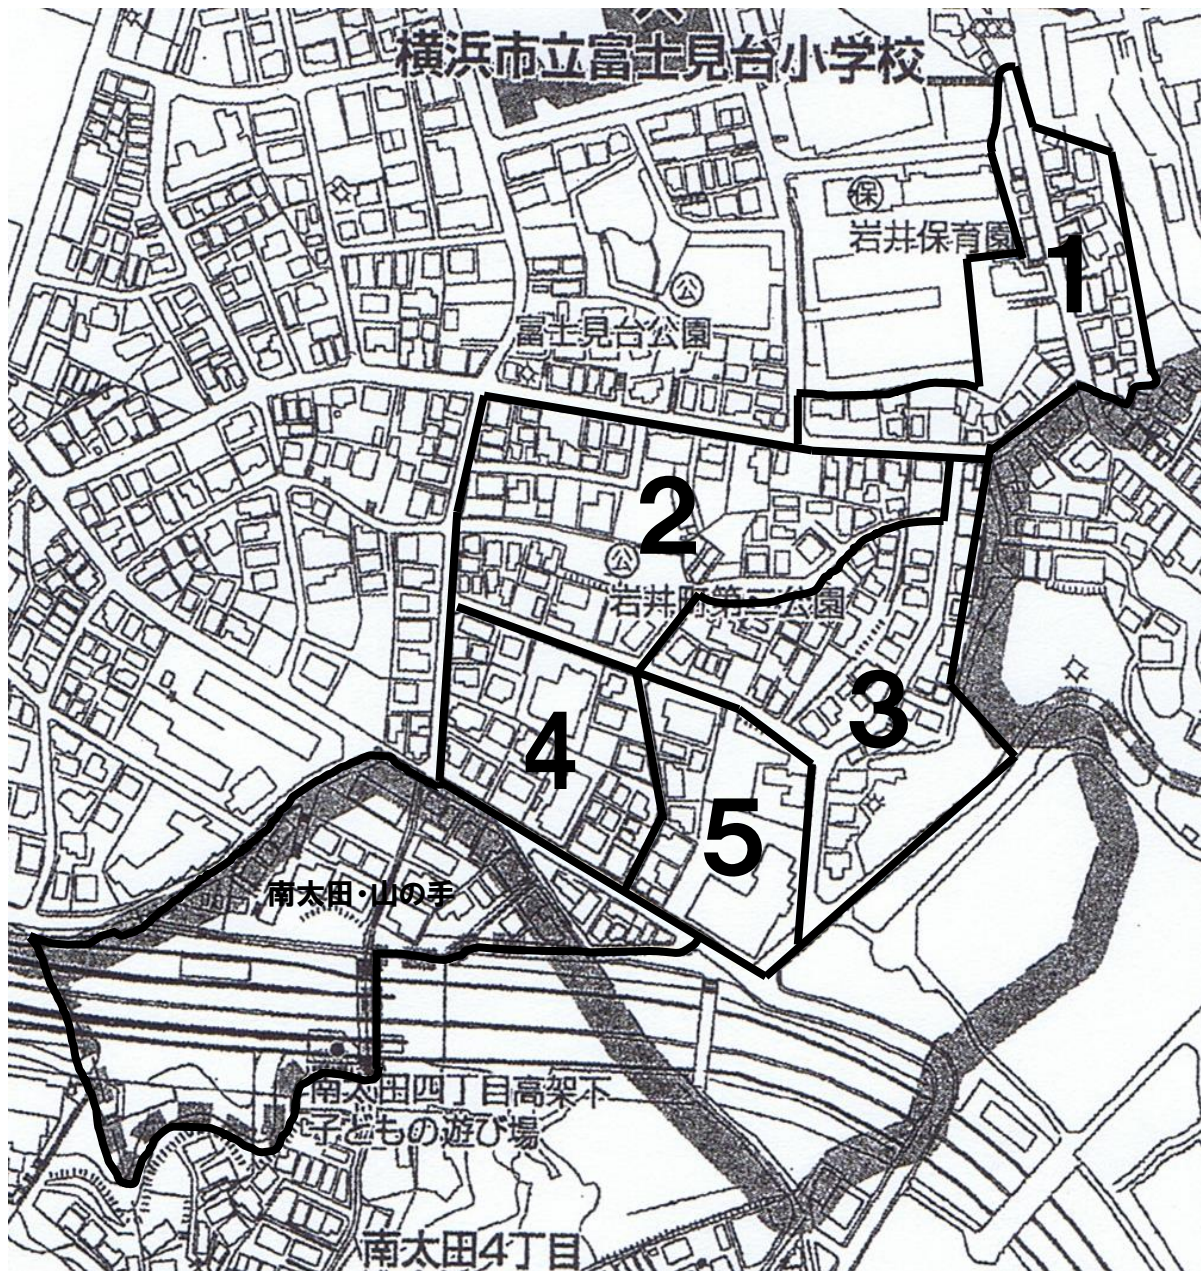 横浜市立富士見台小学校
保
岩井保育園
1
公
富士見台公園
2
公
岩井町第二公園
3
4
5
南太田・山の手
南太田四丁目高架下
子どもの遊び場
南太田4丁目